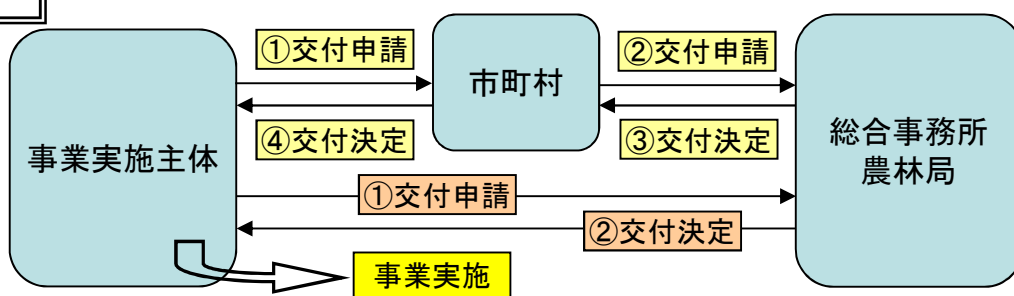 ①交付申請
②交付申請
市町村
④交付決定
③交付決定
事業実施主体
総合事務所
農林局
①交付申請
②交付決定
事業実施